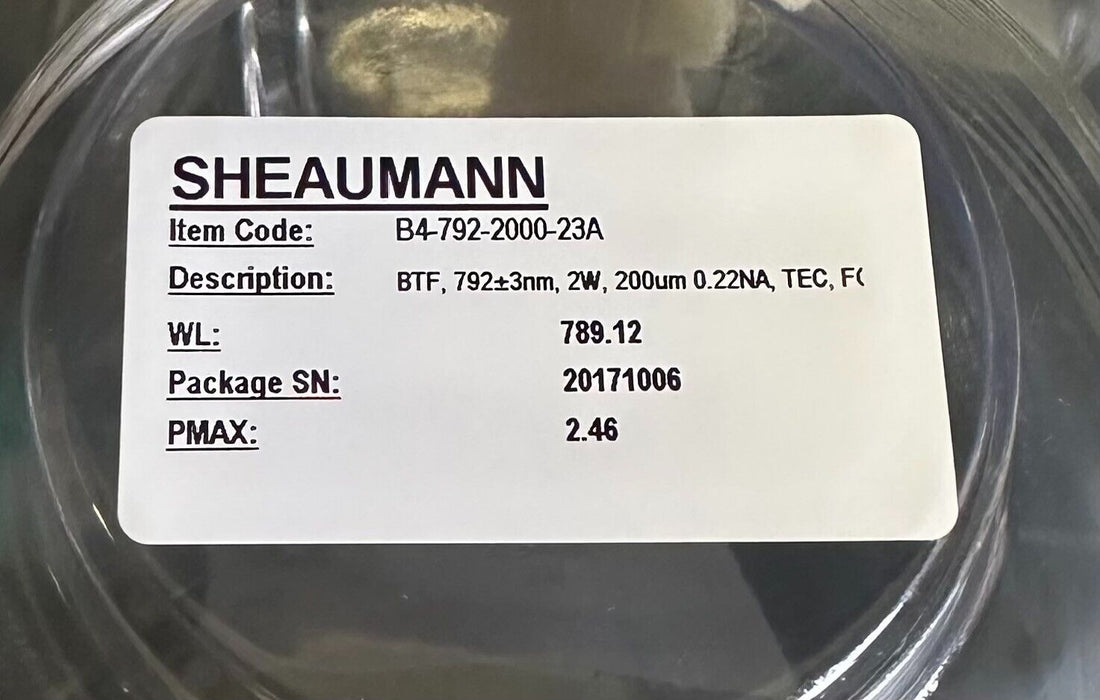 SHEAUMANN
Item Code: B4-792-2000-23A
Description: BTF, 792±3nm, 2W, 200um 0.22NA, TEC, F(
WL: 789.12
Package SN: 20171006
PMAX: 2.46